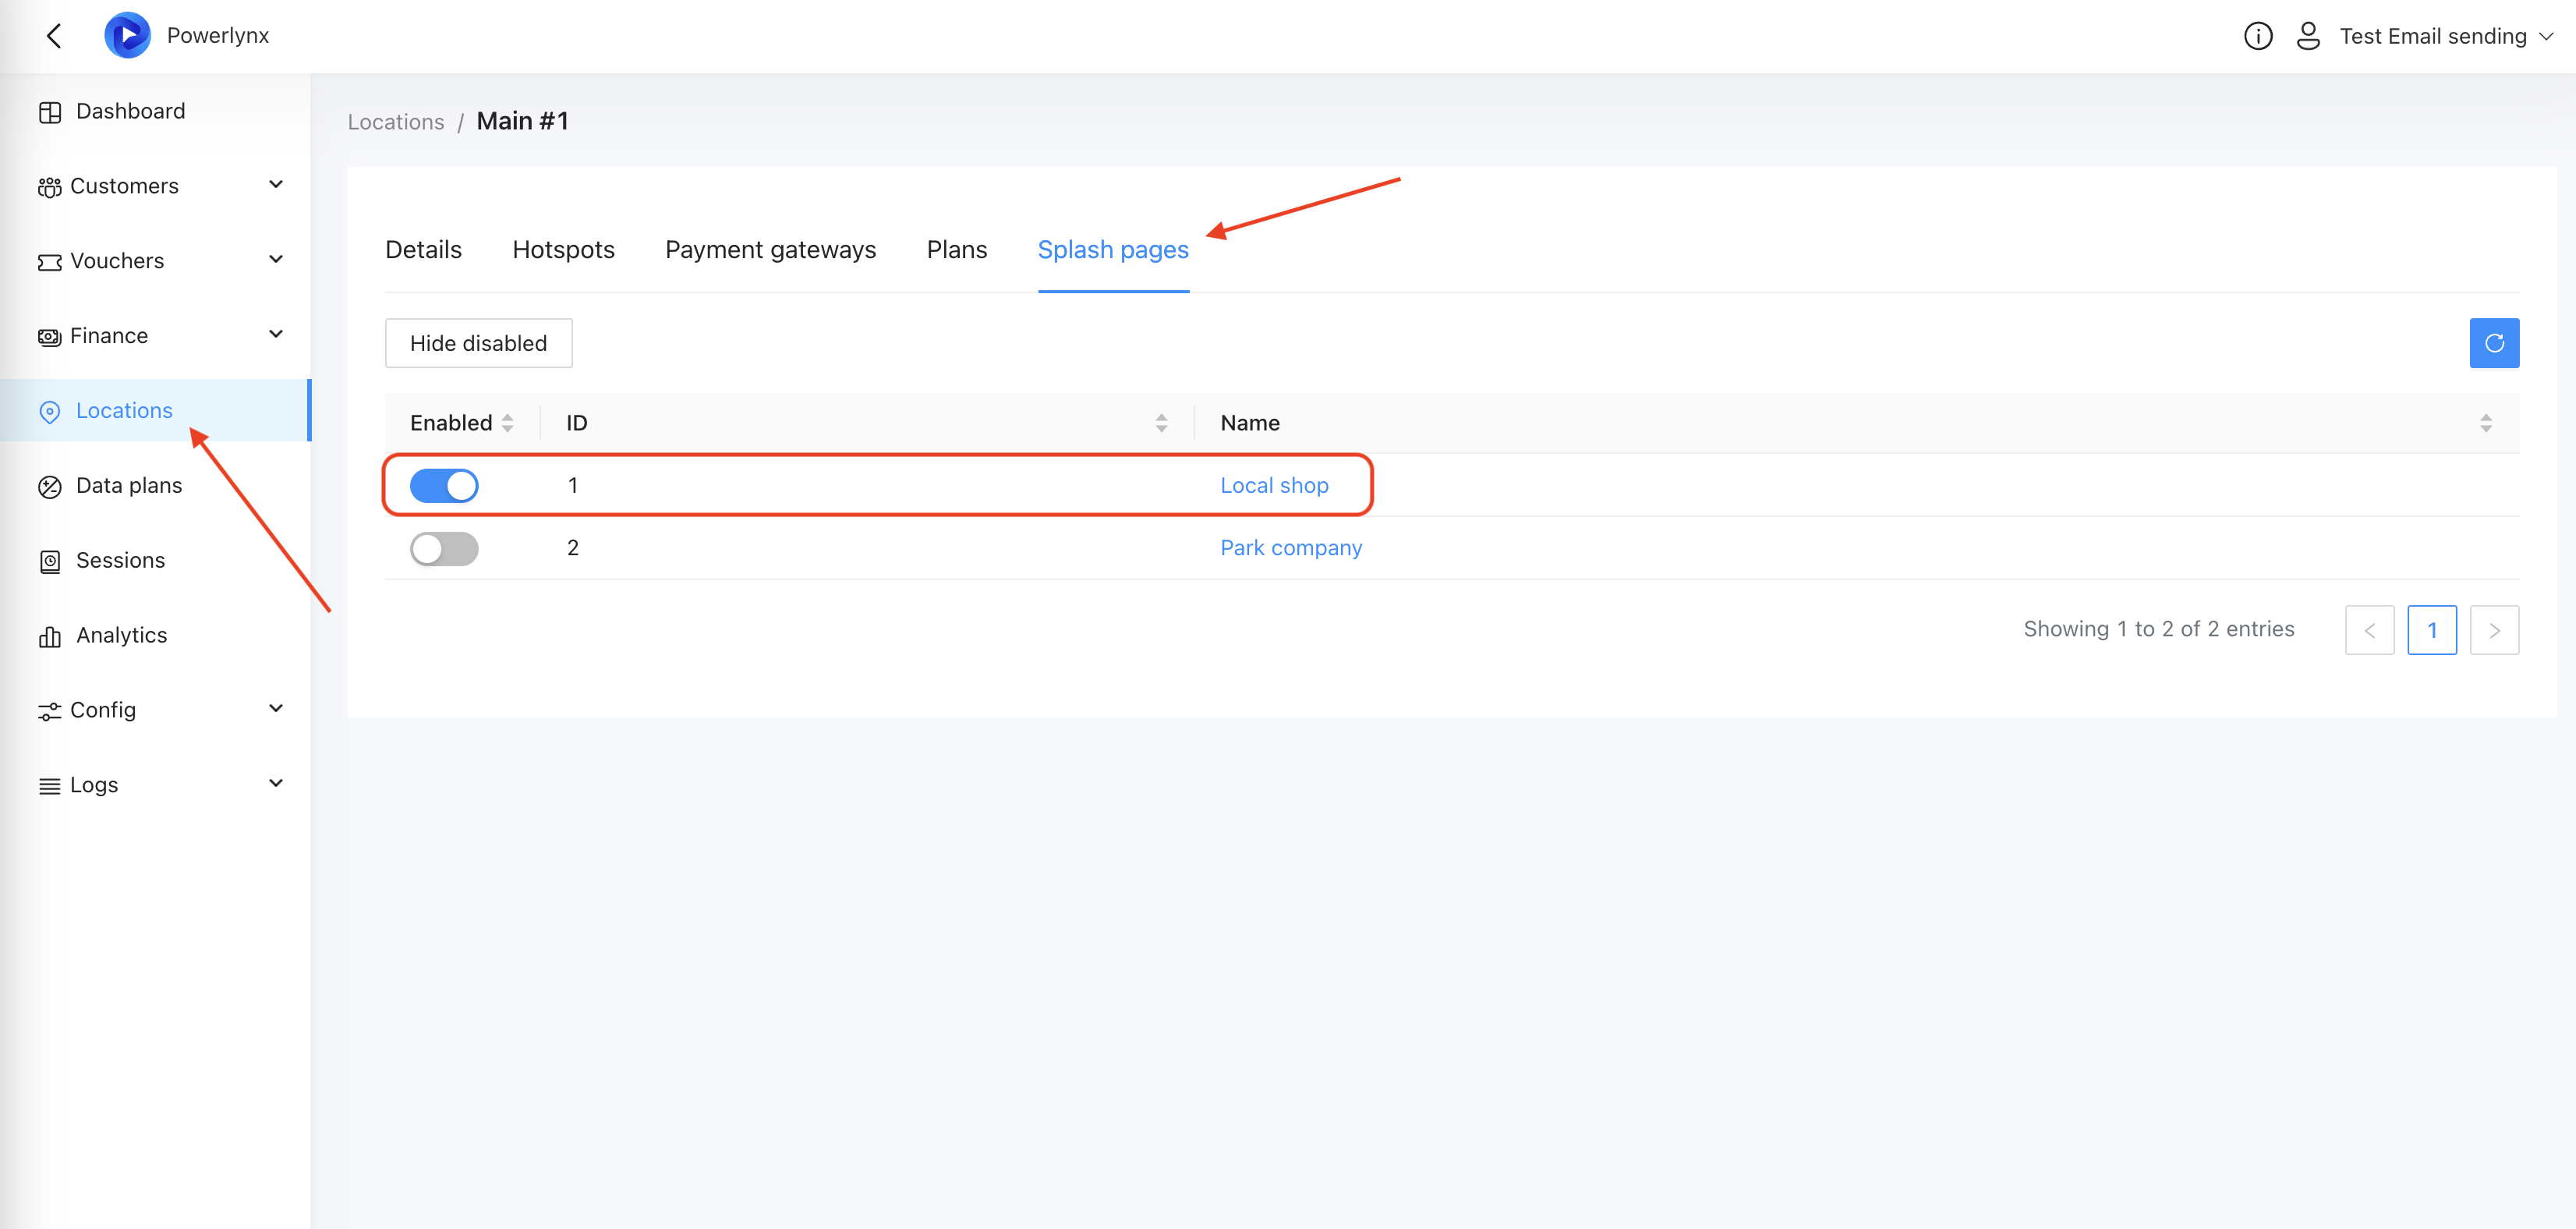 Powerlynx
Test Email sending
Dashboard
Customers
Vouchers
Finance
Locations
Data plans
Sessions
Analytics
Config
Logs
Locations / Main #1
Details Hotspots Payment gateways Plans Splash pages
Hide disabled
Enabled ID Name
1 Local shop
2 Park company
Showing 1 to 2 of 2 entries < 1 >